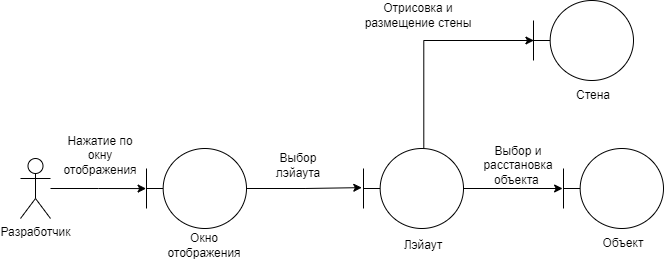 Отрисовка и
размещение стены
Стена
Нажатие по
окну
отображения
Выбор
лэйаута
Выбор и
расстановка
объекта
Разработчик
Окно
отображения
Лэйаут
Объект